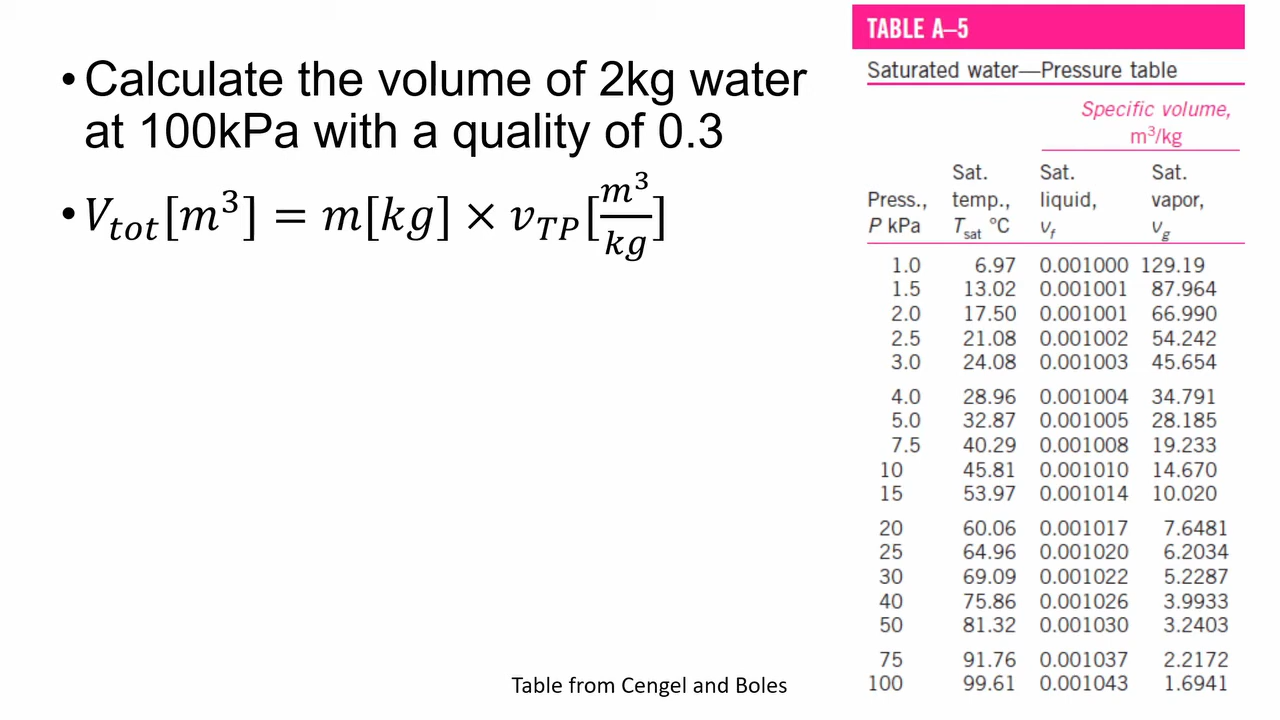 • Calculate the volume of 2kg water
at 100kPa with a quality of 0.3
• V_tot[m³] = m[kg] × v_TP[m³/kg]
TABLE A–5
Saturated water—Pressure table
Specific volume,
m³/kg
Sat. Sat. Sat.
Press., temp., liquid, vapor,
P kPa T_sat °C v_f v_g
1.0 6.97 0.001000 129.19
1.5 13.02 0.001001 87.964
2.0 17.50 0.001001 66.990
2.5 21.08 0.001002 54.242
3.0 24.08 0.001003 45.654
4.0 28.96 0.001004 34.791
5.0 32.87 0.001005 28.185
7.5 40.29 0.001008 19.233
10 45.81 0.001010 14.670
15 53.97 0.001014 10.020
20 60.06 0.001017 7.6481
25 64.96 0.001020 6.2034
30 69.09 0.001022 5.2287
40 75.86 0.001026 3.9933
50 81.32 0.001030 3.2403
75 91.76 0.001037 2.2172
100 99.61 0.001043 1.6941
Table from Cengel and Boles